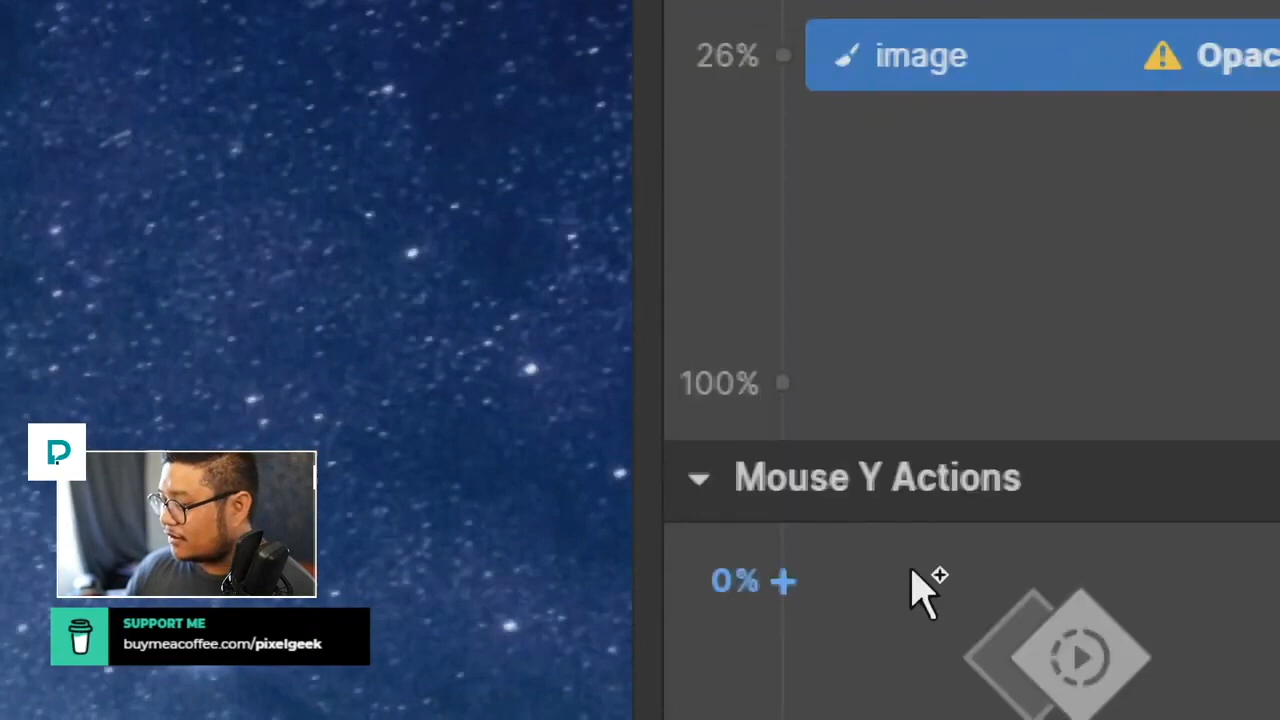 26%
image
Opac
100%
Mouse Y Actions
0%
SUPPORT ME
buymeacoffee.com/pixelgeek